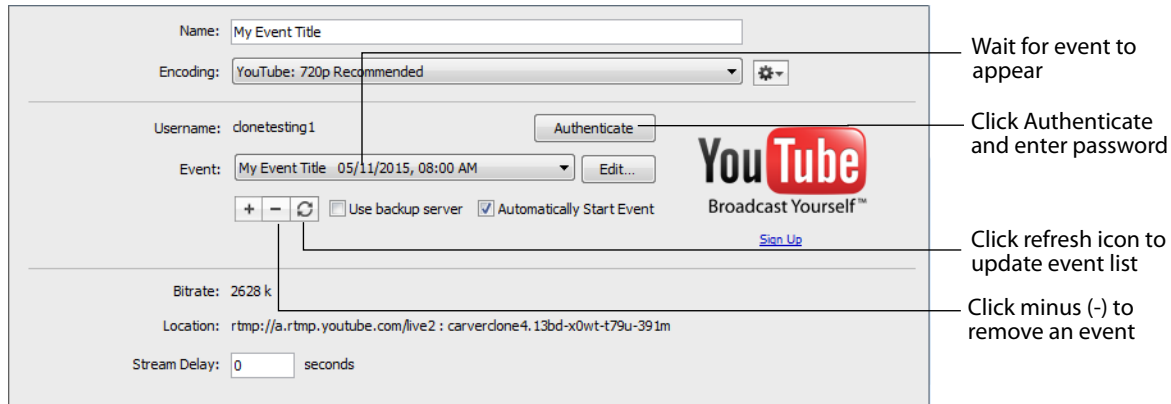 Name: My Event Title
Encoding: YouTube: 720p Recommended
Wait for event to
appear
Username: clonetesting1
Authenticate
Click Authenticate
and enter password
Event: My Event Title 05/11/2015, 08:00 AM
Edit...
You Tube
Broadcast Yourself™
Sign Up
+ -
Use backup server
Automatically Start Event
Click refresh icon to
update event list
Bitrate: 2628 k
Click minus (-) to
remove an event
Location: rtmp://a.rtmp.youtube.com/live2 : carverclone4.13bd-x0wt-t79u-391m
Stream Delay: 0 seconds